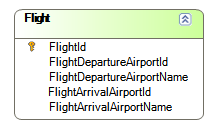 Flight
FlightId
FlightDepartureAirportId
FlightDepartureAirportName
FlightArrivalAirportId
FlightArrivalAirportName